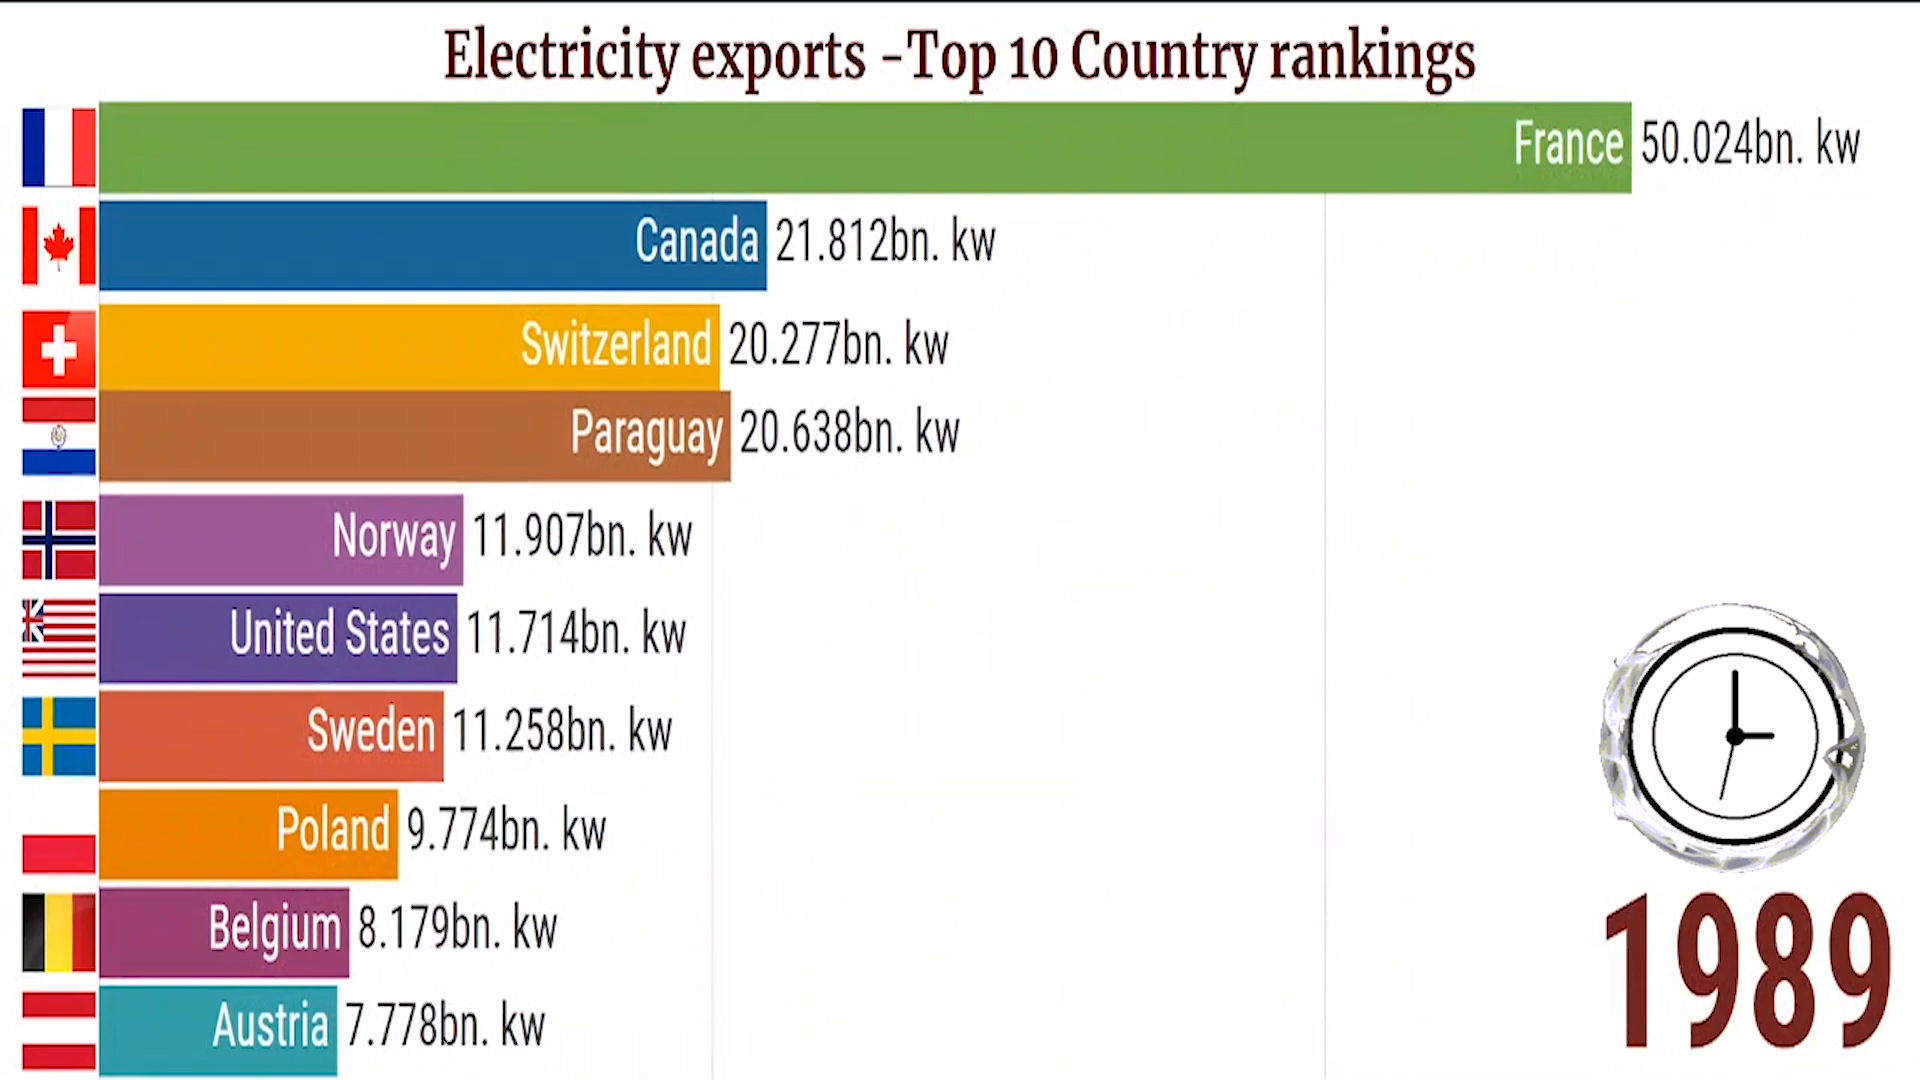 Electricity exports -Top 10 Country rankings
France 50.024bn. kw
Canada 21.812bn. kw
Switzerland 20.277bn. kw
Paraguay 20.638bn. kw
Norway 11.907bn. kw
United States 11.714bn. kw
Sweden 11.258bn. kw
Poland 9.774bn. kw
Belgium 8.179bn. kw
Austria 7.778bn. kw
1989